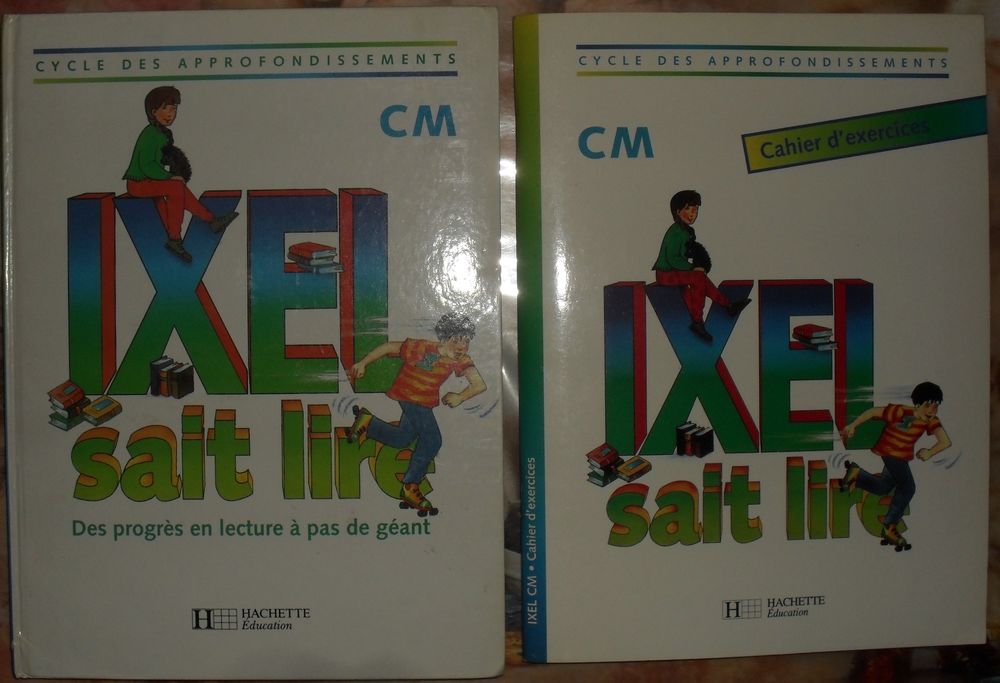 CYCLE DES APPROFONDISSEMENTS
CM
IXEL
sait lire
Des progrès en lecture à pas de géant
H HACHETTE
Éducation
CYCLE DES APPROFONDISSEMENTS
CM
Cahier d'exercices
IXEL
sait lire
IXEL CM • Cahier d'exercices
H HACHETTE
Éducation